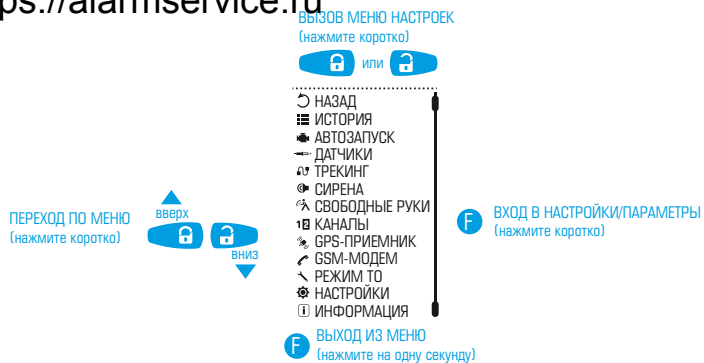 ps://alarmservice.ru
ВЫЗОВ МЕНЮ НАСТРОЕК
(нажмите коротко)
или
НАЗАД
ИСТОРИЯ
АВТОЗАПУСК
ДАТЧИКИ
ТРЕКИНГ
СИРЕНА
СВОБОДНЫЕ РУКИ
12 КАНАЛЫ
GPS-ПРИЕМНИК
GSM-МОДЕМ
РЕЖИМ ТО
НАСТРОЙКИ
i ИНФОРМАЦИЯ
ПЕРЕХОД ПО МЕНЮ
(нажмите коротко)
вверх
вниз
F ВХОД В НАСТРОЙКИ/ПАРАМЕТРЫ
(нажмите коротко)
F ВЫХОД ИЗ МЕНЮ
(нажмите на одну секунду)